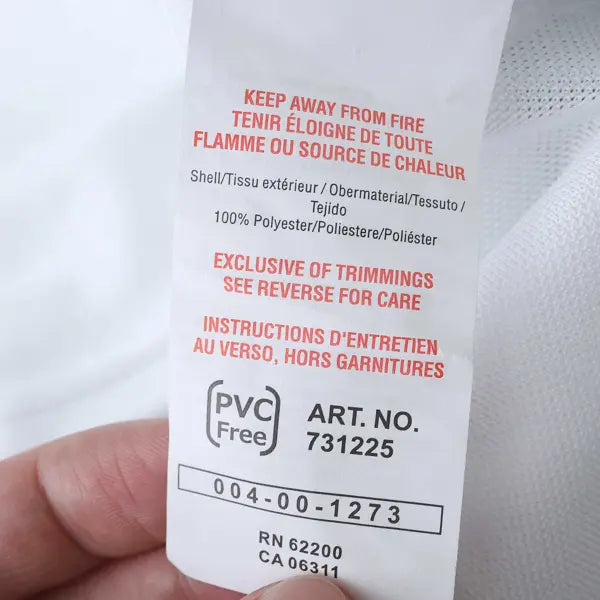 KEEP AWAY FROM FIRE
TENIR ÉLOIGNE DE TOUTE
FLAMME OU SOURCE DE CHALEUR
Shell/Tissu extérieur / Obermaterial/Tessuto /
Tejido
100% Polyester/Poliestere/Poliéster
EXCLUSIVE OF TRIMMINGS
SEE REVERSE FOR CARE
INSTRUCTIONS D'ENTRETIEN
AU VERSO, HORS GARNITURES
PVC
Free
ART. NO.
731225
004-00-1273
RN 62200
CA 06311